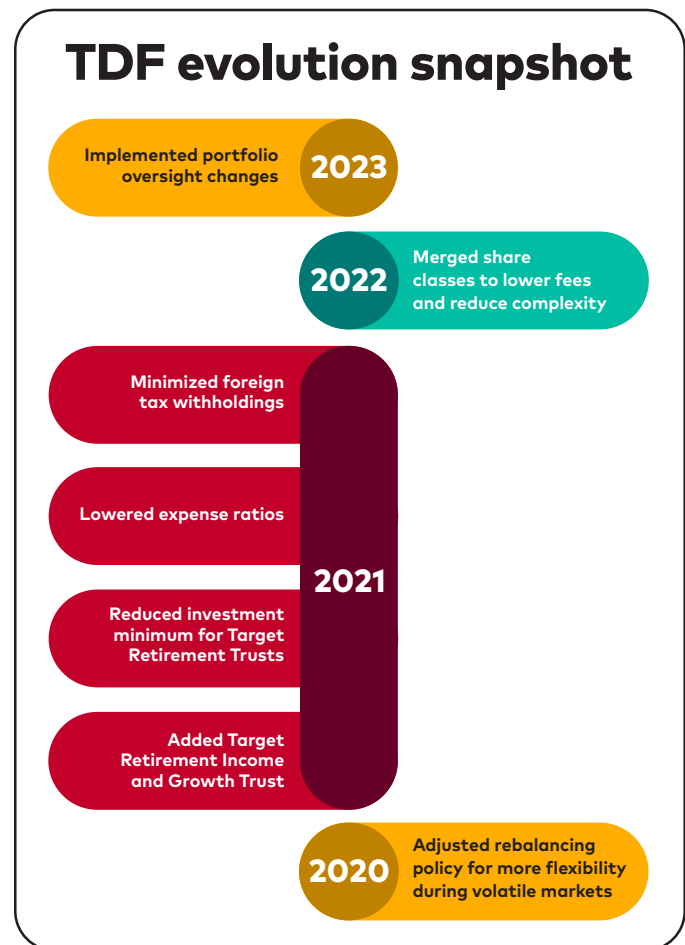 TDF evolution snapshot
Implemented portfolio
oversight changes
2023
2022
Merged share
classes to lower fees
and reduce complexity
Minimized foreign
tax withholdings
Lowered expense ratios
2021
Reduced investment
minimum for Target
Retirement Trusts
Added Target
Retirement Income
and Growth Trust
2020
Adjusted rebalancing
policy for more flexibility
during volatile markets